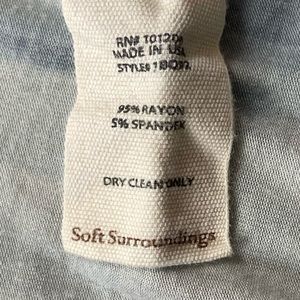 RN#
MADE IN USA
STYLE#
95% RAYON
5% SPANDEX
DRY CLEAN ONLY
Soft Surroundings